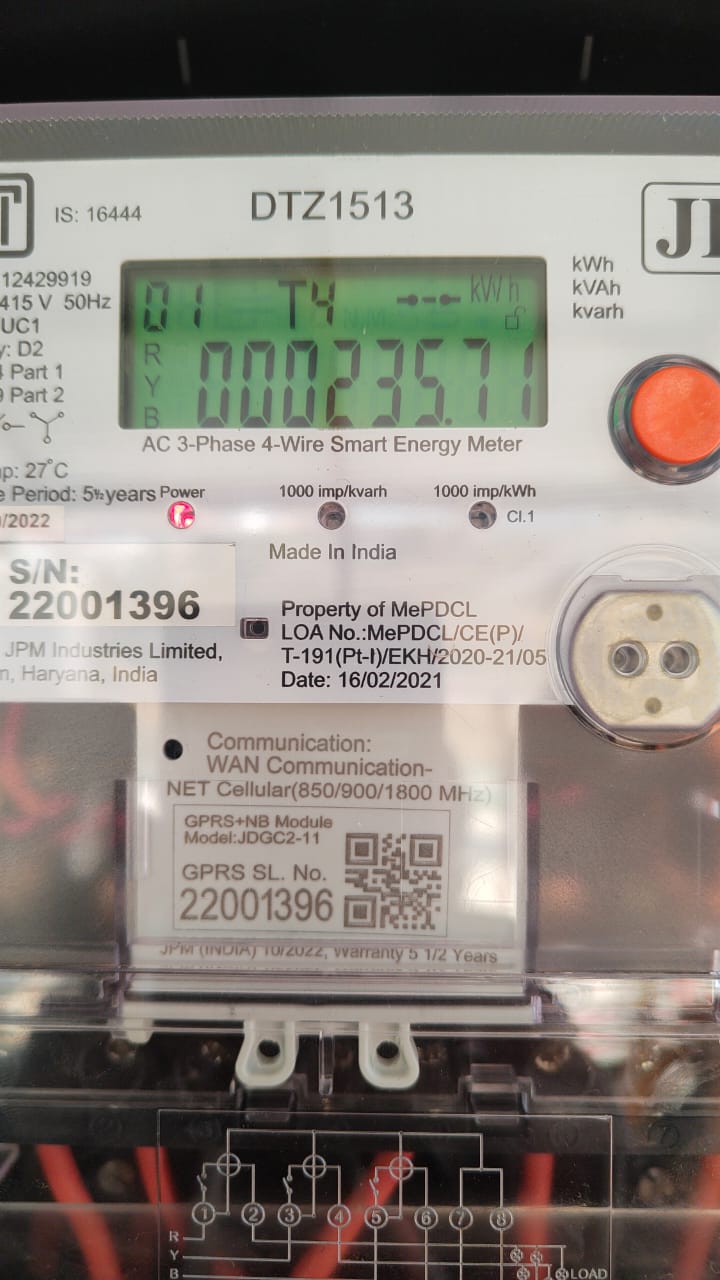 IS: 16444
DTZ1513
JP
12429919
415 V 50Hz
UC1
y: D2
4 Part 1
9 Part 2
p: 27°C
e Period: 5½years
0/2022
kWh
kVAh
kvarh
01 T4 kWh
R
Y
B
000235.71
AC 3-Phase 4-Wire Smart Energy Meter
Power
1000 imp/kvarh
1000 imp/kWh
Cl.1
Made In India
S/N:
22001396
JPM Industries Limited,
n, Haryana, India
Property of MePDCL
LOA No.:MePDCL/CE(P)/
T-191(Pt-I)/EKH/2020-21/05
Date: 16/02/2021
Communication:
WAN Communication-
NET Cellular(850/900/1800 MHz)
GPRS+NB Module
Model:JDGC2-11
GPRS SL. No.
22001396
JPM (INDIA) 10/2022, Warranty 5 1/2 Years
1 2 3 4 5 6 7 8
R
Y
B
LOAD